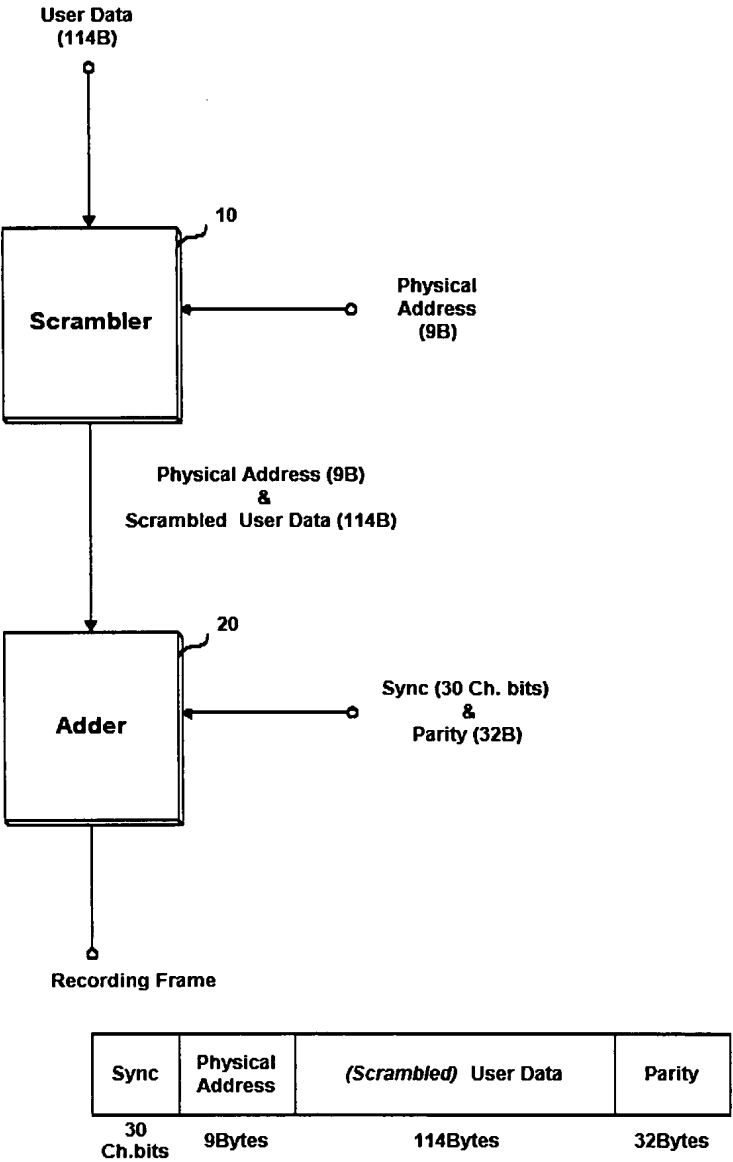 User Data
(114B)
10
Scrambler
Physical
Address
(9B)
Physical Address (9B)
&
Scrambled User Data (114B)
20
Adder
Sync (30 Ch. bits)
&
Parity (32B)
Recording Frame
Sync
Physical
Address
(Scrambled) User Data
Parity
30
Ch.bits
9Bytes
114Bytes
32Bytes